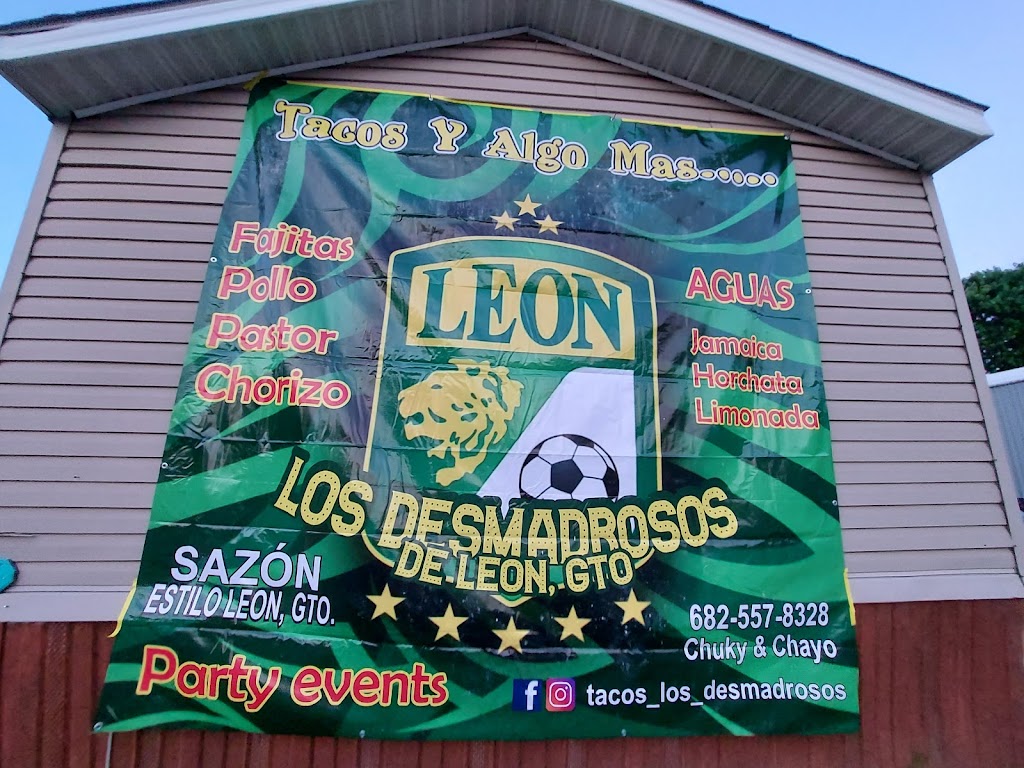 Tacos Y Algo Mas......
Fajitas
Pollo
Pastor
Chorizo
LEON
AGUAS
Jamaica
Horchata
Limonada
LOS DESMADROSOS
DE LEON, GTO
SAZÓN
ESTILO LEON, GTO.
682-557-8328
Chuky & Chayo
Party events
f tacos_los_desmadrosos